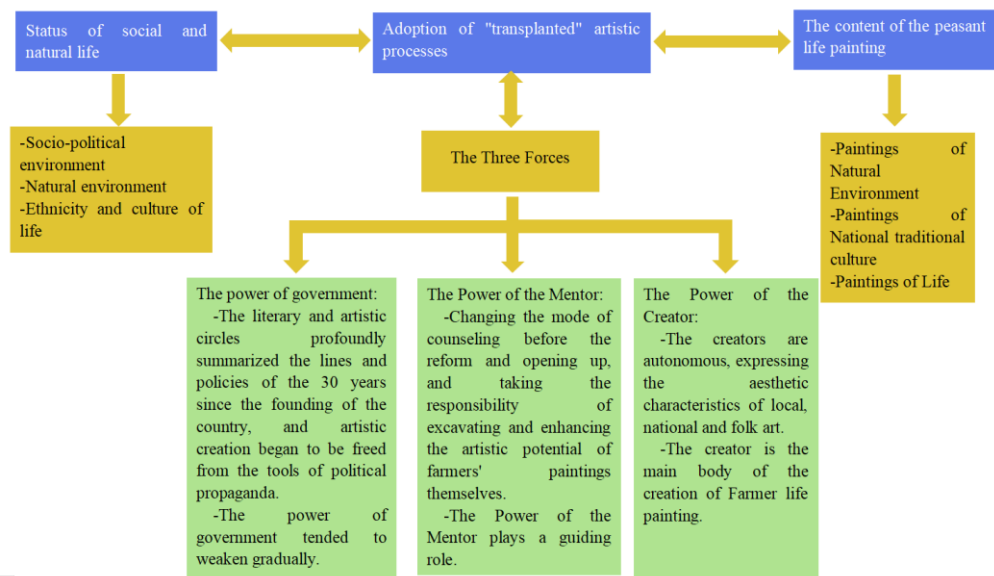 Status of social and
natural life
Adoption of "transplanted" artistic
processes
The content of the peasant
life painting
-Socio-political
environment
-Natural environment
-Ethnicity and culture of
life
The Three Forces
-Paintings of
Natural
Environment
-Paintings of
National traditional
culture
-Paintings of Life
The power of government:
-The literary and artistic
circles profoundly
summarized the lines and
policies of the 30 years
since the founding of the
country, and artistic
creation began to be freed
from the tools of political
propaganda.
-The power of
government tended to
weaken gradually.
The Power of the Mentor:
-Changing the mode of
counseling before the
reform and opening up,
and taking the
responsibility of
excavating and enhancing
the artistic potential of
farmers' paintings
themselves.
-The Power of the
Mentor plays a guiding
role.
The Power of the
Creator:
-The creators are
autonomous, expressing
the aesthetic
characteristics of local,
national and folk art.
-The creator is the
main body of the
creation of Farmer life
painting.